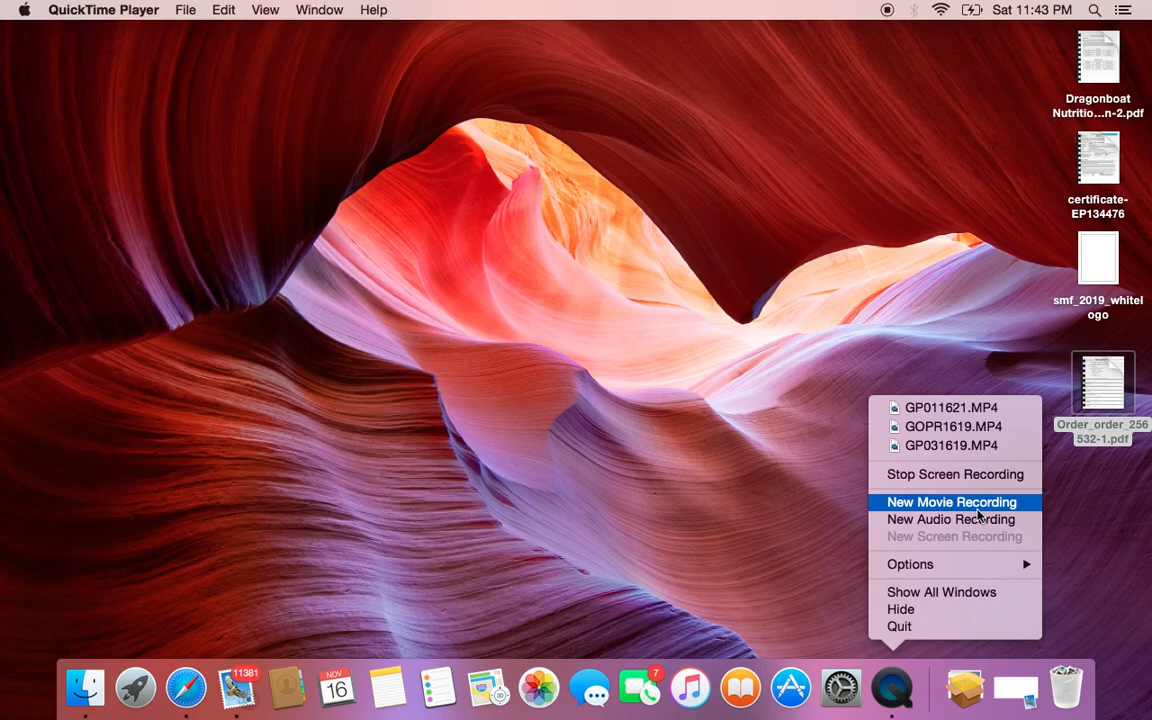 QuickTime Player File Edit View Window Help Sat 11:43 PM
Dragonboat
Nutritio...n-2.pdf
certificate-
EP134476
smf_2019_whitel
ogo
Order_order_256
532-1.pdf
GP011621.MP4
GOPR1619.MP4
GP031619.MP4
Stop Screen Recording
New Movie Recording
New Audio Recording
New Screen Recording
Options
Show All Windows
Hide
Quit
11381
NOV
16
7